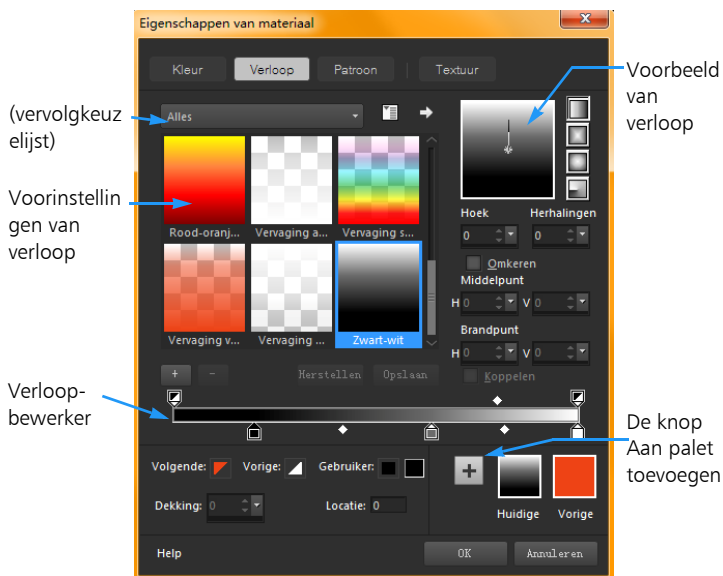 Eigenschappen van materiaal
Kleur Verloop Patroon Textuur
(vervolgkeuz
elijst)
Alles
Voorbeeld
van
verloop
Voorinstellin
gen van
verloop
Rood-oranj... Vervaging a... Vervaging s...
Vervaging v... Vervaging ... Zwart-wit
Hoek Herhalingen
0 0
Omkeren
Middelpunt
H 0 V 0
Brandpunt
H 0 V 0
Koppelen
+ - Herstellen Opslaan
Verloop-
bewerker
De knop
Aan palet
toevoegen
Volgende: Vorige: Gebruiker:
Dekking: 0 Locatie: 0
Huidige Vorige
Help OK Annuleren